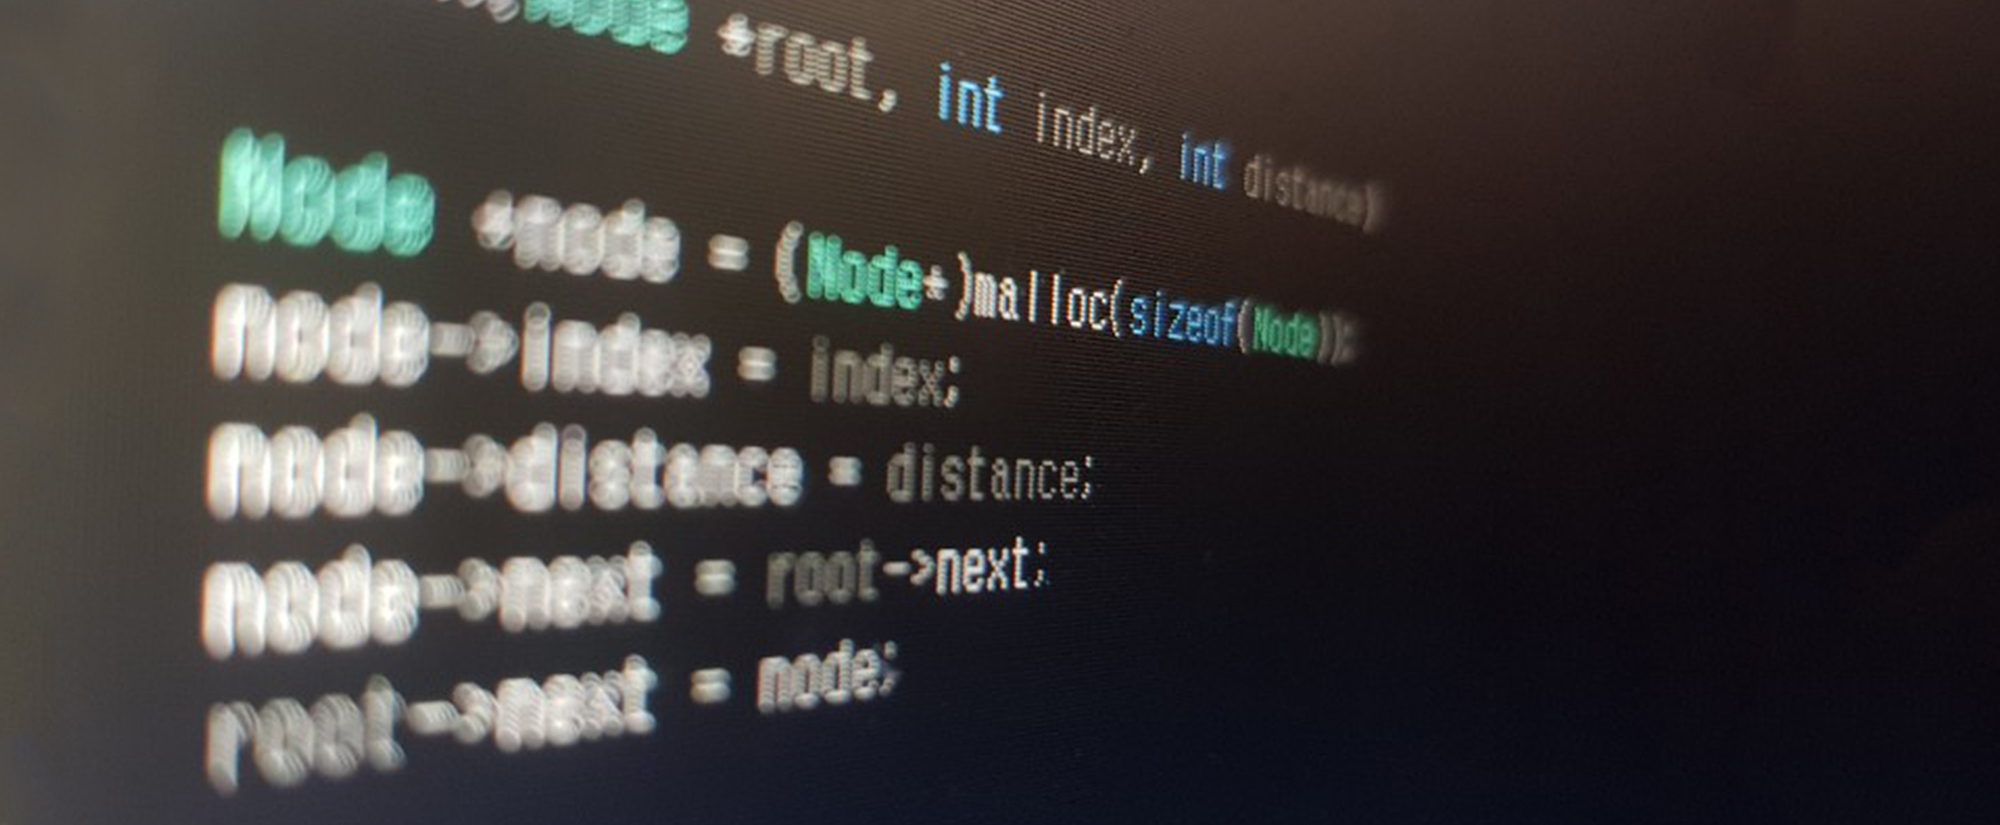 Node *root, int index, int distance)
Node *node = (Node*)malloc(sizeof(Node));
node->index = index;
node->distance = distance;
node->next = root->next;
root->next = node;